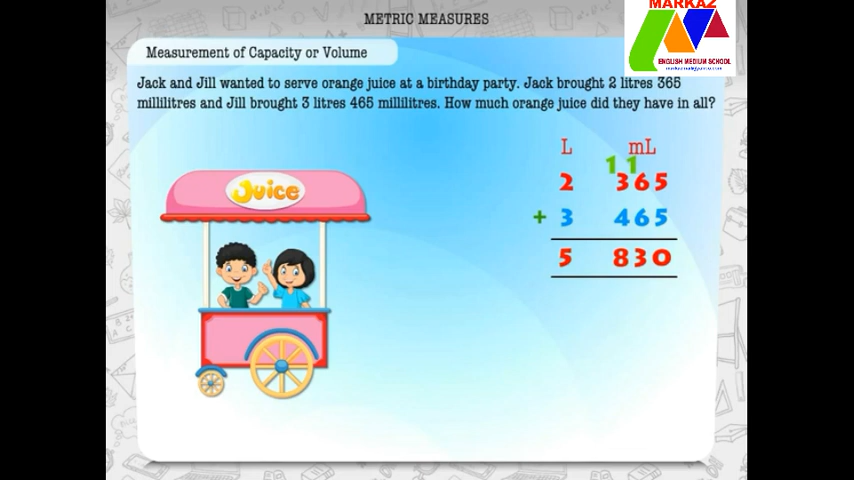 MARKAZ
ENGLISH MEDIUM SCHOOL
METRIC MEASURES
Measurement of Capacity or Volume
Jack and Jill wanted to serve orange juice at a birthday party. Jack brought 2 litres 365
millilitres and Jill brought 3 litres 465 millilitres. How much orange juice did they have in all?
L mL
1 1
2 365
+ 3 465
5 830
Juice